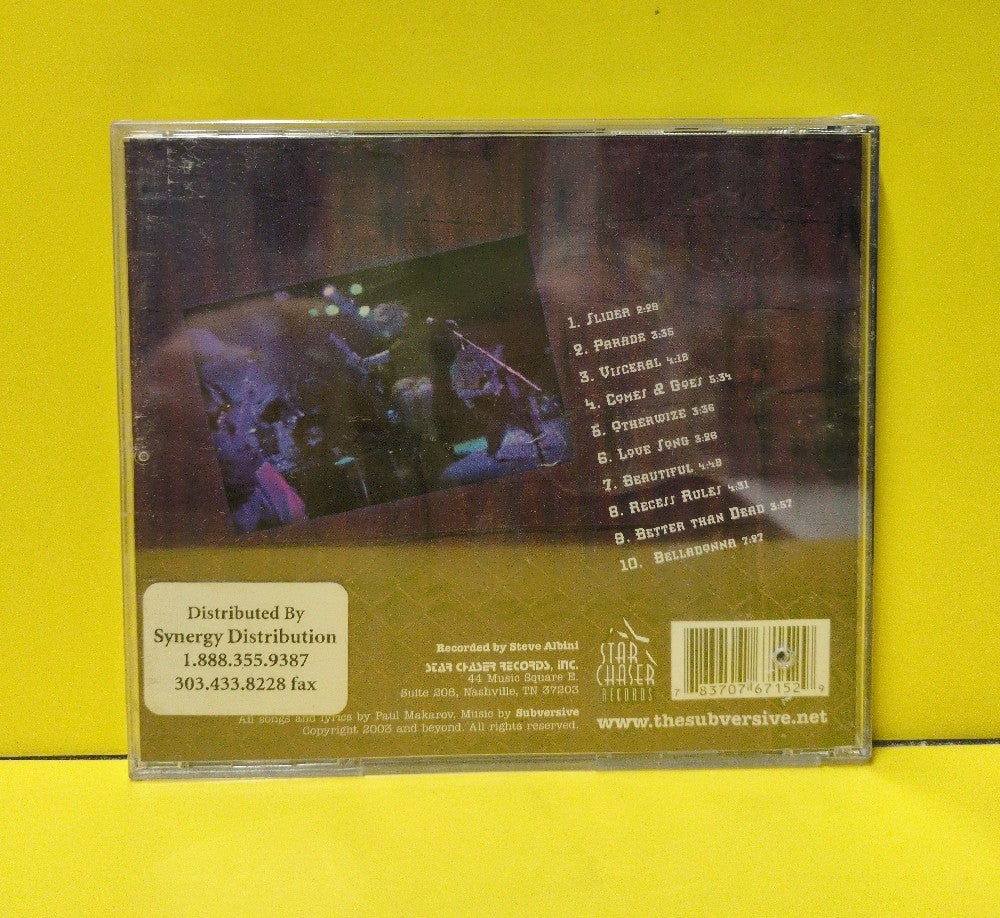 1. Slider 2:28
2. Parade 3:35
3. Visceral 4:18
4. Comes & Goes 5:34
5. Otherwize 3:36
6. Love Song 3:26
7. Beautiful 4:48
8. Recess Rules 4:31
9. Better than Dead 3:57
10. Belladonna 7:27
Distributed By
Synergy Distribution
1.888.355.9387
303.433.8228 fax
Recorded by Steve Albini
STAR CHASER RECORDS, INC.
44 Music Square E.
Suite 208, Nashville, TN 37203
All songs and lyrics by Paul Makarov. Music by Subversive
Copyright 2003 and beyond. All rights reserved.
STAR
CHASER
RECORDS
7 83707 67152 9
www.thesubversive.net